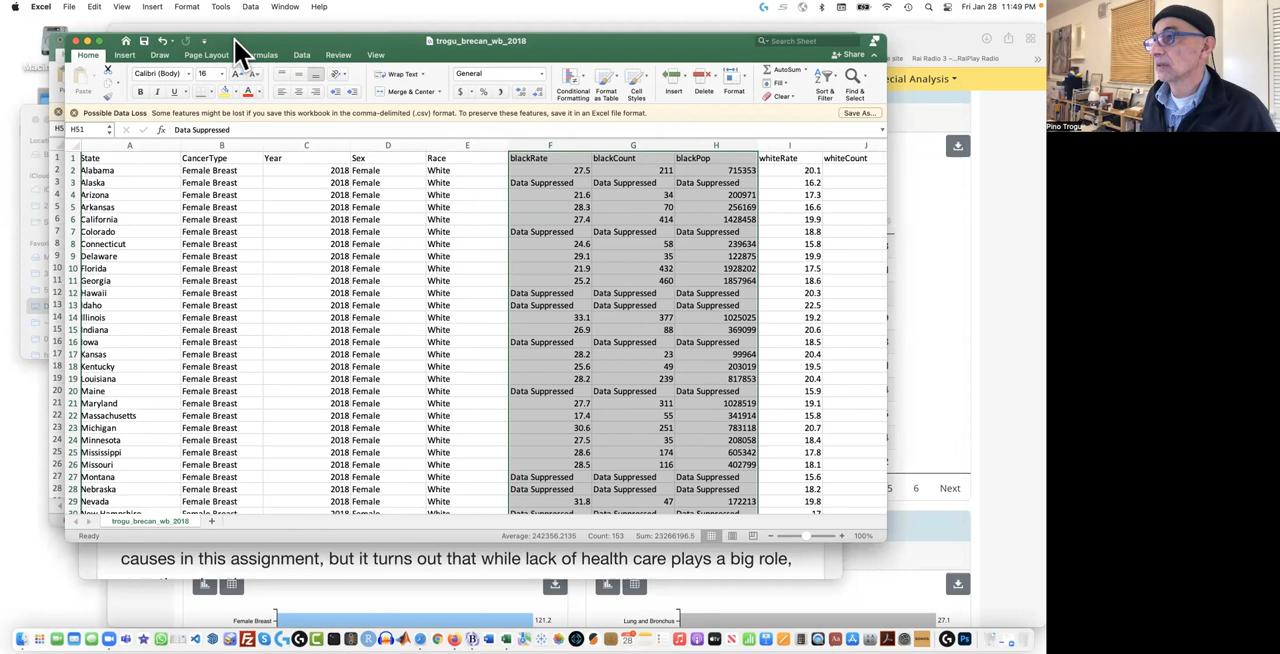 Excel File Edit View Insert Format Tools Data Window Help Fri Jan 28 11:49 PM
trogu_brecan_wb_2018 Search Sheet
Home Insert Draw Page Layout Formulas Data Review View Share
Paste Calibri (Body) 16 Wrap Text General Conditional Formatting Format as Table Cell Styles Insert Delete Format AutoSum Fill Clear Sort & Filter Find & Select
B I U Merge & Center
Possible Data Loss Some features might be lost if you save this workbook in the comma-delimited (.csv) format. To preserve these features, save it in an Excel file format. Save As...
H51 fx Data Suppressed
A B C D E F G H I J
1 State CancerType Year Sex Race blackRate blackCount blackPop whiteRate whiteCount
2 Alabama Female Breast 2018 Female White 27.5 211 715353 20.1
3 Alaska Female Breast 2018 Female White Data Suppressed Data Suppressed Data Suppressed 16.2
4 Arizona Female Breast 2018 Female White 21.6 34 200971 17.3
5 Arkansas Female Breast 2018 Female White 28.3 70 256169 16.6
6 California Female Breast 2018 Female White 27.4 414 1428458 19.9
7 Colorado Female Breast 2018 Female White Data Suppressed Data Suppressed Data Suppressed 18.8
8 Connecticut Female Breast 2018 Female White 24.6 58 239634 15.8
9 Delaware Female Breast 2018 Female White 29.1 35 122875 19.9
10 Florida Female Breast 2018 Female White 21.9 432 1928202 17.5
11 Georgia Female Breast 2018 Female White 25.2 460 1857964 18.6
12 Hawaii Female Breast 2018 Female White Data Suppressed Data Suppressed Data Suppressed 20.3
13 Idaho Female Breast 2018 Female White Data Suppressed Data Suppressed Data Suppressed 22.5
14 Illinois Female Breast 2018 Female White 33.1 377 1025025 19.2
15 Indiana Female Breast 2018 Female White 26.9 88 369099 20.6
16 Iowa Female Breast 2018 Female White Data Suppressed Data Suppressed Data Suppressed 18.5
17 Kansas Female Breast 2018 Female White 28.2 23 99964 20.4
18 Kentucky Female Breast 2018 Female White 25.6 49 203019 19.5
19 Louisiana Female Breast 2018 Female White 28.2 239 817853 20.4
20 Maine Female Breast 2018 Female White Data Suppressed Data Suppressed Data Suppressed 15.9
21 Maryland Female Breast 2018 Female White 27.7 311 1028519 19.1
22 Massachusetts Female Breast 2018 Female White 17.4 55 341914 15.8
23 Michigan Female Breast 2018 Female White 30.6 251 783118 20.7
24 Minnesota Female Breast 2018 Female White 27.5 35 208058 18.4
25 Mississippi Female Breast 2018 Female White 28.6 174 605342 17.8
26 Missouri Female Breast 2018 Female White 28.5 116 402799 18.1
27 Montana Female Breast 2018 Female White Data Suppressed Data Suppressed Data Suppressed 15.6
28 Nebraska Female Breast 2018 Female White Data Suppressed Data Suppressed Data Suppressed 18.2
29 Nevada Female Breast 2018 Female White 31.8 47 172213 19.8
trogu_brecan_wb_2018
Ready Average: 242356.2135 Count: 153 Sum: 23266196.5 100%
causes in this assignment, but it turns out that while lack of health care plays a big role,
Female Breast 121.2 Lung and Bronchus 27.1
Rai Radio 3 – RaiPlay Radio
ecial Analysis
5 6 Next
Pino Trogu
28